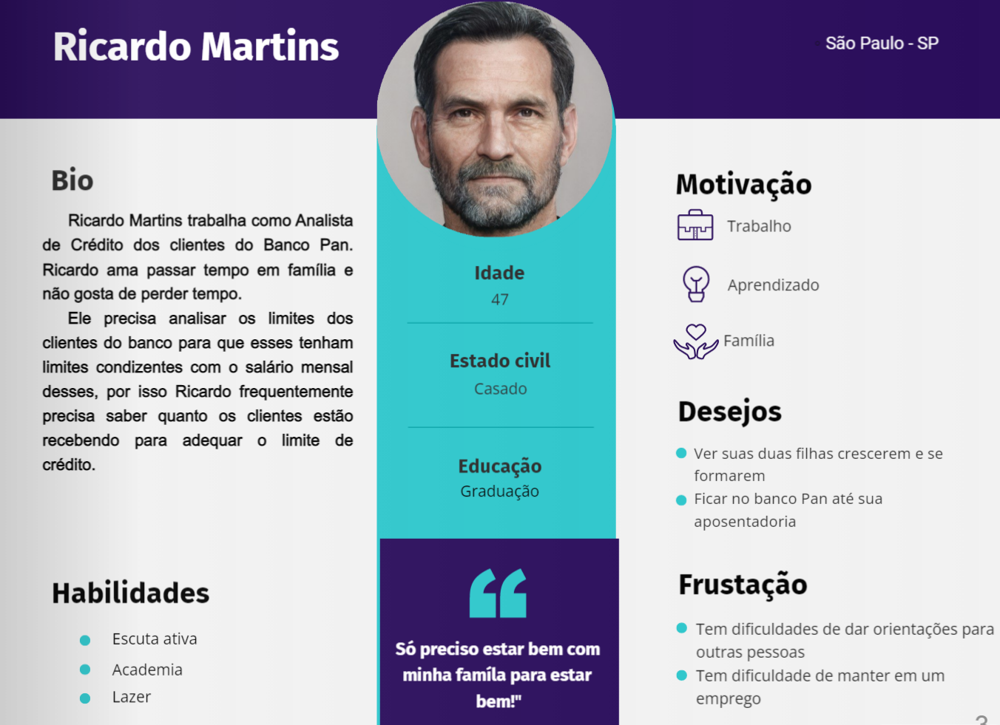 Ricardo Martins
São Paulo - SP
Bio
Ricardo Martins trabalha como Analista
de Crédito dos clientes do Banco Pan.
Ricardo ama passar tempo em família e
não gosta de perder tempo.
Ele precisa analisar os limites dos
clientes do banco para que esses tenham
limites condizentes com o salário mensal
desses, por isso Ricardo frequentemente
precisa saber quanto os clientes estão
recebendo para adequar o limite de
crédito.
Habilidades
Escuta ativa
Academia
Lazer
Idade
47
Estado civil
Casado
Educação
Graduação
“
Só preciso estar bem com
minha famíla para estar
bem!"
Motivação
Trabalho
Aprendizado
Família
Desejos
Ver suas duas filhas crescerem e se
formarem
Ficar no banco Pan até sua
aposentadoria
Frustação
Tem dificuldades de dar orientações para
outras pessoas
Tem dificuldade de manter em um
emprego
3